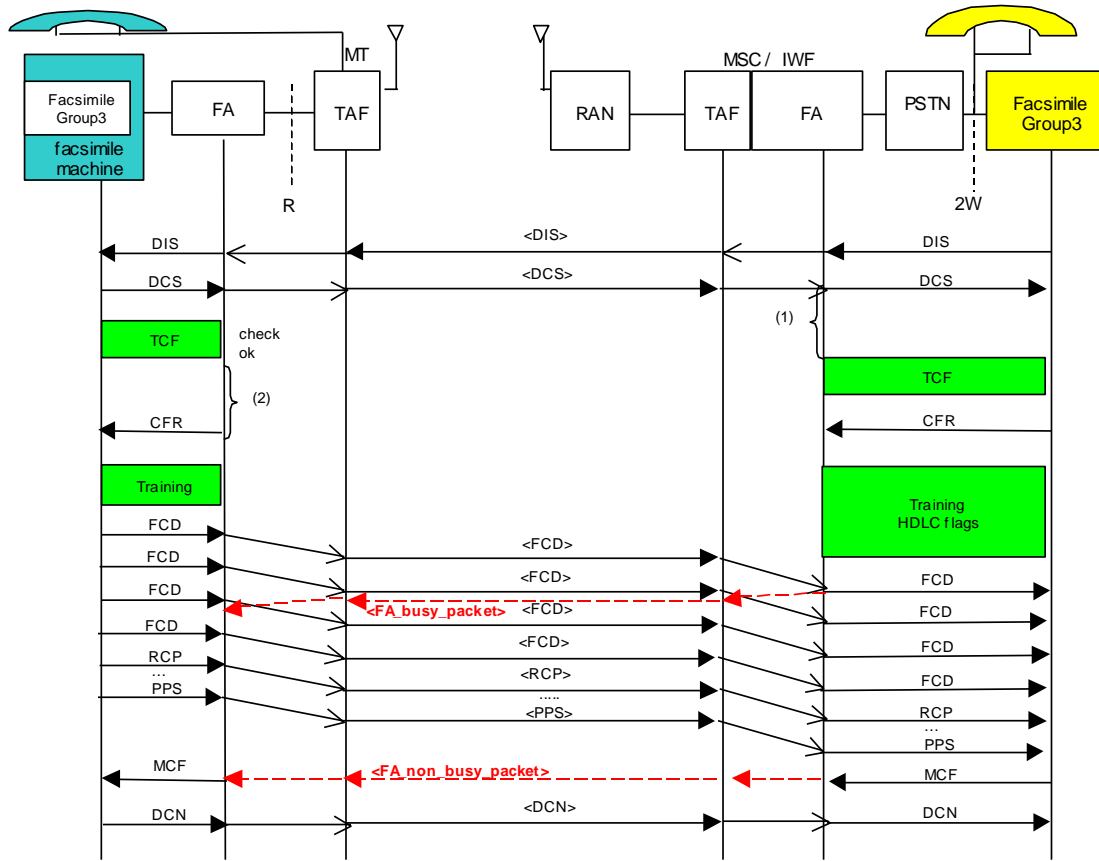 MT
MSC/ IWF
Facsimile
Group3
facsimile
machine
FA
TAF
RAN
TAF
FA
PSTN
Facsimile
Group3
R
2W
DIS
<DIS>
DIS
DCS
<DCS>
DCS
(1)
TCF
check
ok
TCF
(2)
CFR
CFR
Training
Training
HDLC flags
FCD
<FCD>
FCD
<FCD>
FCD
FCD
<FA_busy_packet>
<FCD>
FCD
FCD
<FCD>
FCD
RCP
...
<RCP>
FCD
PPS
.....
<PPS>
RCP
...
PPS
MCF
<FA_non_busy_packet>
MCF
DCN
<DCN>
DCN